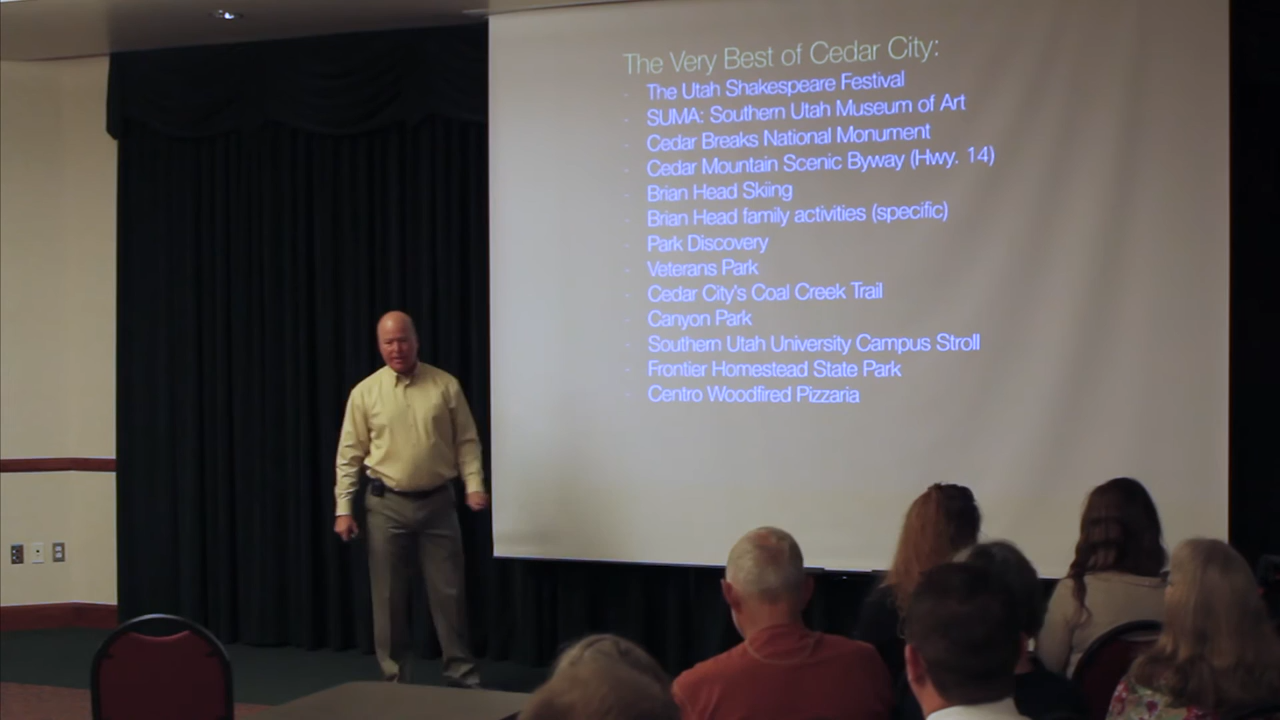 The Very Best of Cedar City:
The Utah Shakespeare Festival
SUMA: Southern Utah Museum of Art
Cedar Breaks National Monument
Cedar Mountain Scenic Byway (Hwy. 14)
Brian Head Skiing
Brian Head family activities (specific)
Park Discovery
Veterans Park
Cedar City's Coal Creek Trail
Canyon Park
Southern Utah University Campus Stroll
Frontier Homestead State Park
Centro Woodfired Pizzaria